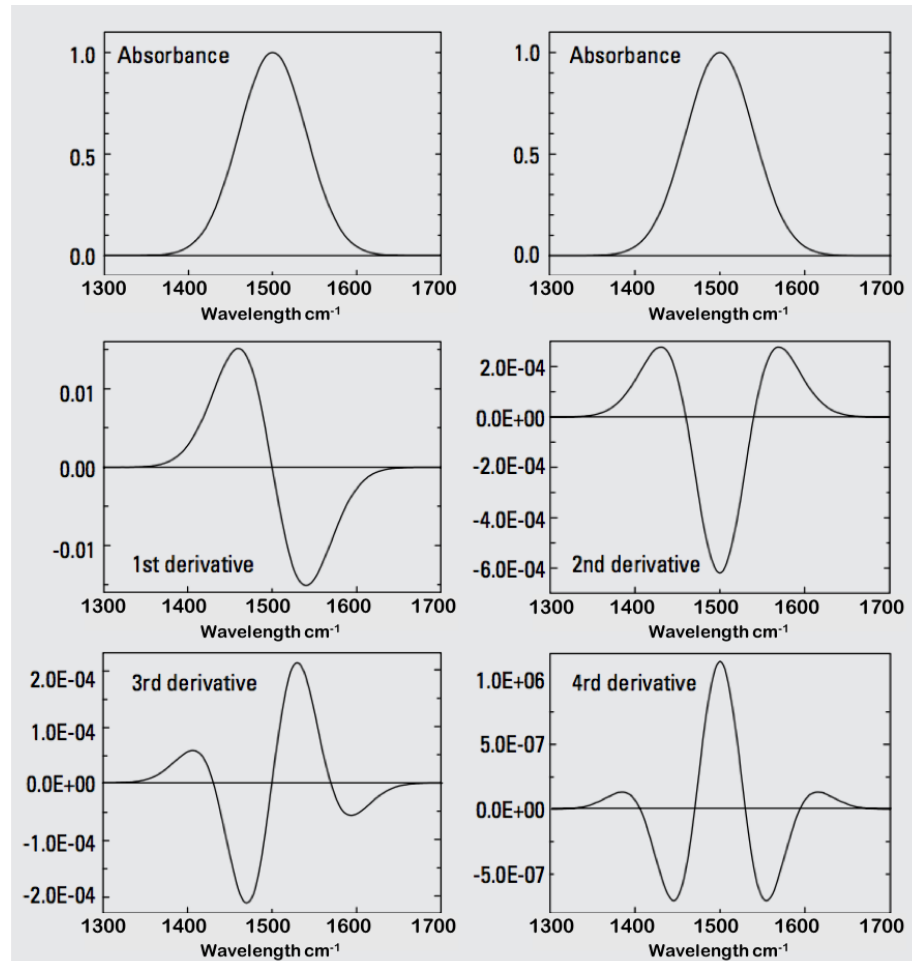 Absorbance
1.0
0.5
0.0
1300 1400 1500 1600 1700
Wavelength cm-1
Absorbance
1.0
0.5
0.0
1300 1400 1500 1600 1700
Wavelength cm-1
0.01
0.00
-0.01
1st derivative
1300 1400 1500 1600 1700
Wavelength cm-1
2.0E-04
0.0E+00
-2.0E-04
-4.0E-04
-6.0E-04
2nd derivative
1300 1400 1500 1600 1700
Wavelength cm-1
3rd derivative
2.0E-04
1.0E-04
0.0E+00
-1.0E-04
-2.0E-04
1300 1400 1500 1600 1700
Wavelength cm-1
4rd derivative
1.0E+06
5.0E-07
0.0E+00
-5.0E-07
1300 1400 1500 1600 1700
Wavelength cm-1